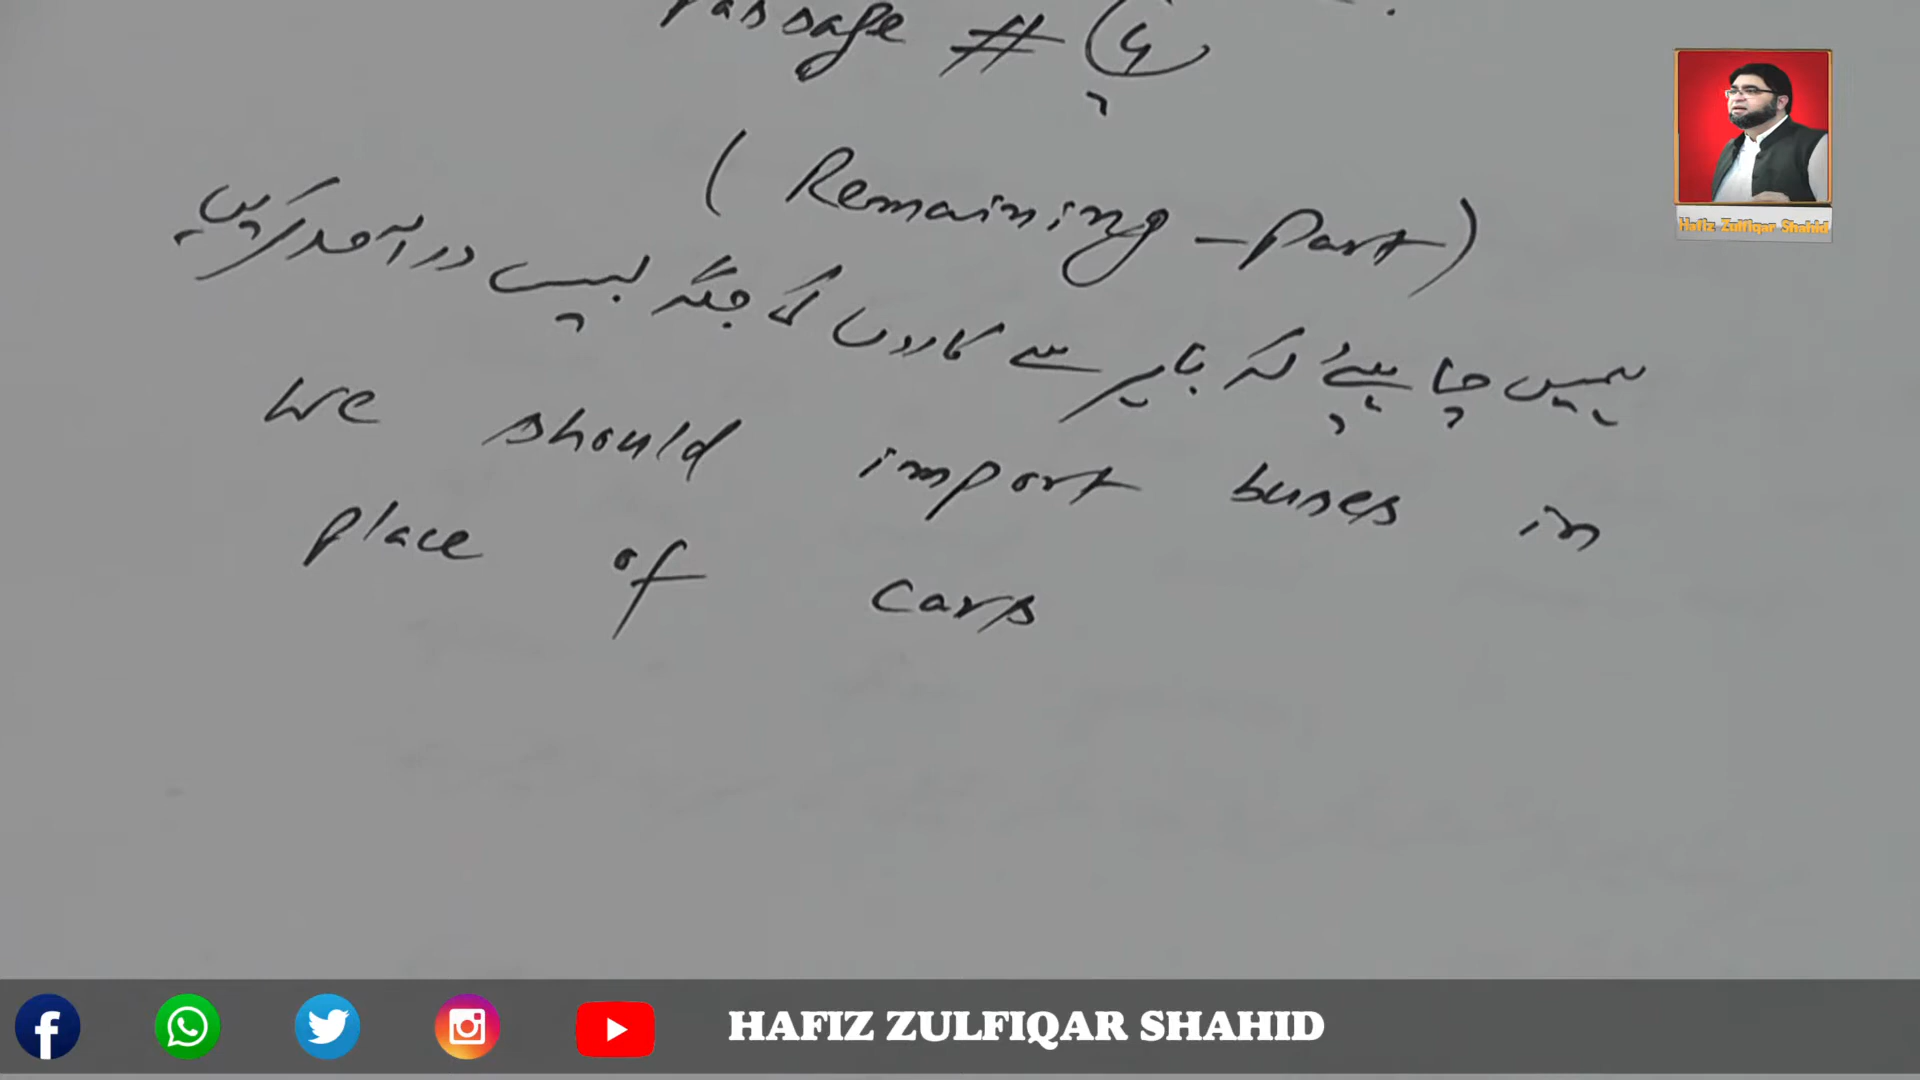 Passage # 4
(Remaining - Part)
ہمیں چاہیئے کہ باہر سے کاروں کی جگہ بسیں درآمد کریں
We should import buses in
place of cars
Hafiz Zulfiqar Shahid
HAFIZ ZULFIQAR SHAHID